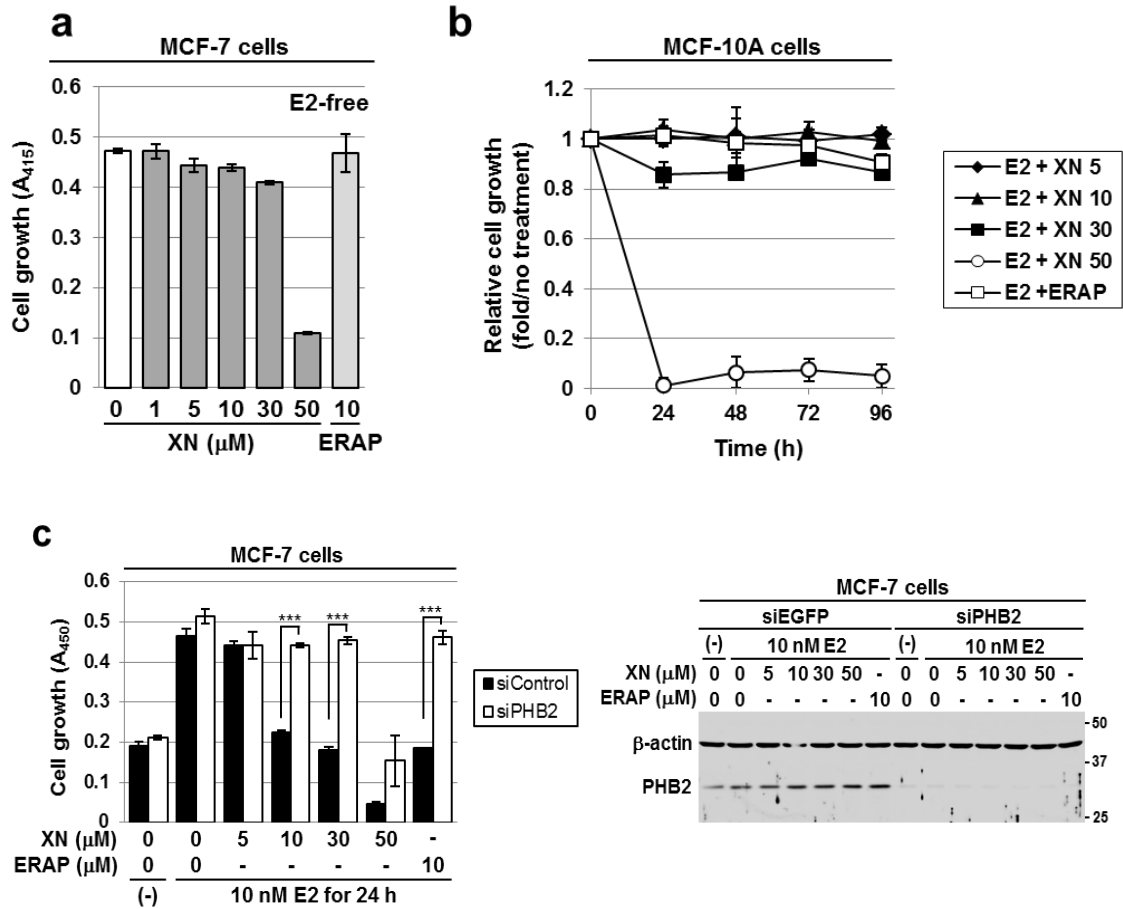 a
MCF-7 cells
0.6
0.5
0.4
0.3
0.2
0.1
0
Cell growth (A415)
E2-free
0 1 5 10 30 50 10
XN (μM) ERAP
b
MCF-10A cells
1.2
1
0.8
0.6
0.4
0.2
0
Relative cell growth
(fold/no treatment)
0 24 48 72 96
Time (h)
E2 + XN 5
E2 + XN 10
E2 + XN 30
E2 + XN 50
E2 +ERAP
c
MCF-7 cells
0.6
0.5
0.4
0.3
0.2
0.1
0
Cell growth (A450)
*** *** ***
siControl
siPHB2
XN (μM) 0 0 5 10 30 50 -
ERAP (μM) 0 0 - - - - 10
(-) 10 nM E2 for 24 h
MCF-7 cells
siEGFP siPHB2
(-) 10 nM E2 (-) 10 nM E2
XN (μM) 0 0 5 10 30 50 - 0 0 5 10 30 50 -
ERAP (μM) 0 0 - - - - 10 0 0 - - - - 10
β-actin
PHB2
50
37
25